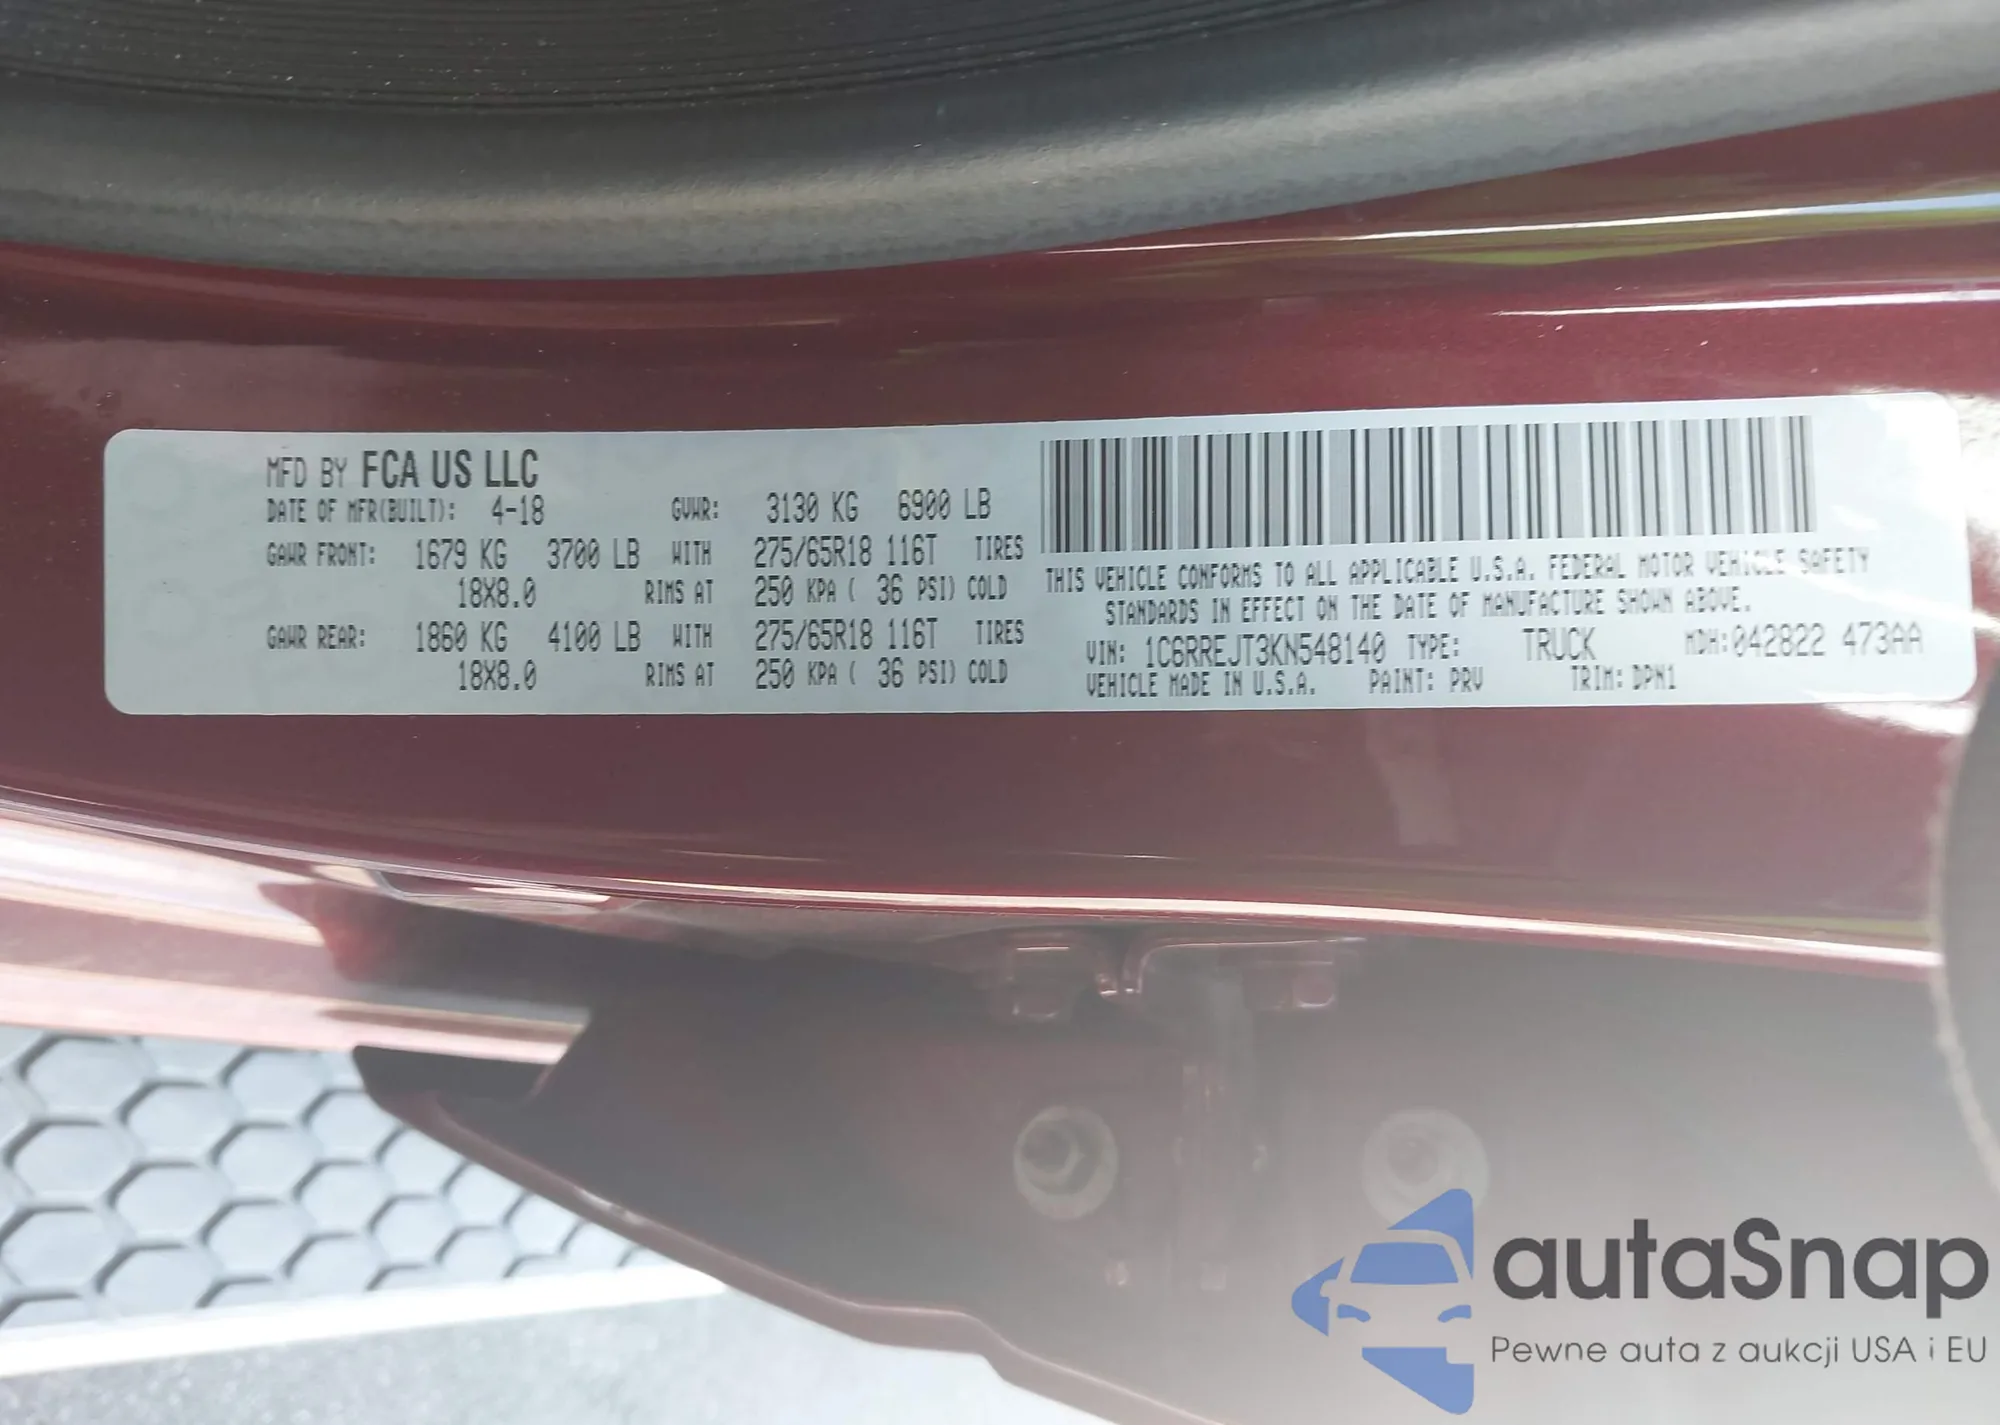 MFD BY FCA US LLC
DATE OF MFR(BUILT): 4-18 GVWR: 3130 KG 6900 LB
GAWR FRONT: 1679 KG 3700 LB WITH 275/65R18 116T TIRES
18X8.0 RIMS AT 250 KPA ( 36 PSI) COLD
GAWR REAR: 1860 KG 4100 LB WITH 275/65R18 116T TIRES
18X8.0 RIMS AT 250 KPA ( 36 PSI) COLD
THIS VEHICLE CONFORMS TO ALL APPLICABLE U.S.A. FEDERAL MOTOR VEHICLE SAFETY
STANDARDS IN EFFECT ON THE DATE OF MANUFACTURE SHOWN ABOVE.
VIN: 1C6RREJT3KN548140 TYPE: TRUCK MDH:042822 473AA
VEHICLE MADE IN U.S.A. PAINT: PRV TRIM: DPN1
autaSnap
Pewne auta z aukcji USA i EU